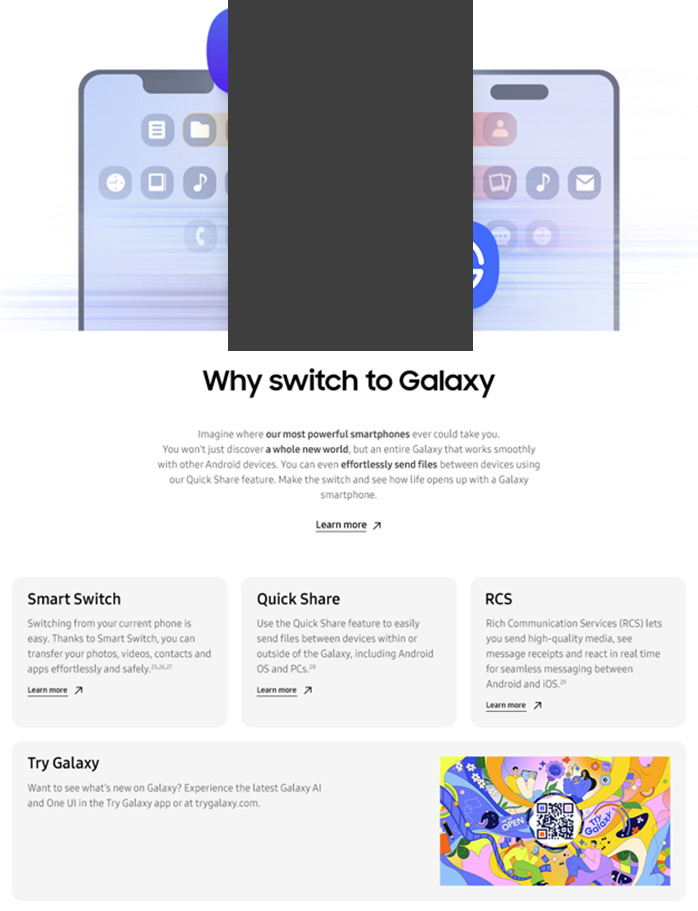 Why switch to Galaxy
Imagine where our most powerful smartphones ever could take you.
You won't just discover a whole new world, but an entire Galaxy that works smoothly
with other Android devices. You can even effortlessly send files between devices using
our Quick Share feature. Make the switch and see how life opens up with a Galaxy
smartphone.
Learn more
Smart Switch
Switching from your current phone is
easy. Thanks to Smart Switch, you can
transfer your photos, videos, contacts and
apps effortlessly and safely.25,26,27
Learn more
Quick Share
Use the Quick Share feature to easily
send files between devices within or
outside of the Galaxy, including Android
OS and PCs.28
Learn more
RCS
Rich Communication Services (RCS) lets
you send high-quality media, see
message receipts and react in real time
for seamless messaging between
Android and iOS.29
Learn more
Try Galaxy
Want to see what's new on Galaxy? Experience the latest Galaxy AI
and One UI in the Try Galaxy app or at trygalaxy.com.
OPEN
Try
Galaxy